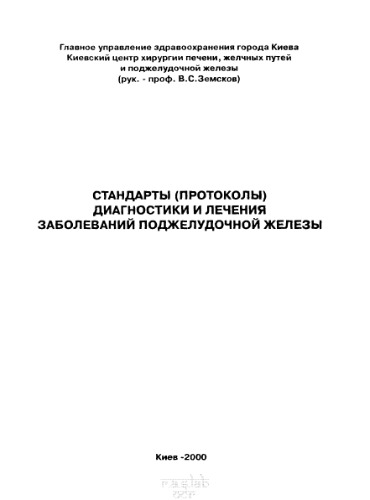 Главное управление здравоохранения города Киева
Киевский центр хирургии печени, желчных путей
и поджелудочной железы
(рук. - проф. В.С.Земсков)
СТАНДАРТЫ (ПРОТОКОЛЫ)
ДИАГНОСТИКИ И ЛЕЧЕНИЯ
ЗАБОЛЕВАНИЙ ПОДЖЕЛУДОЧНОЙ ЖЕЛЕЗЫ
Киев -2000